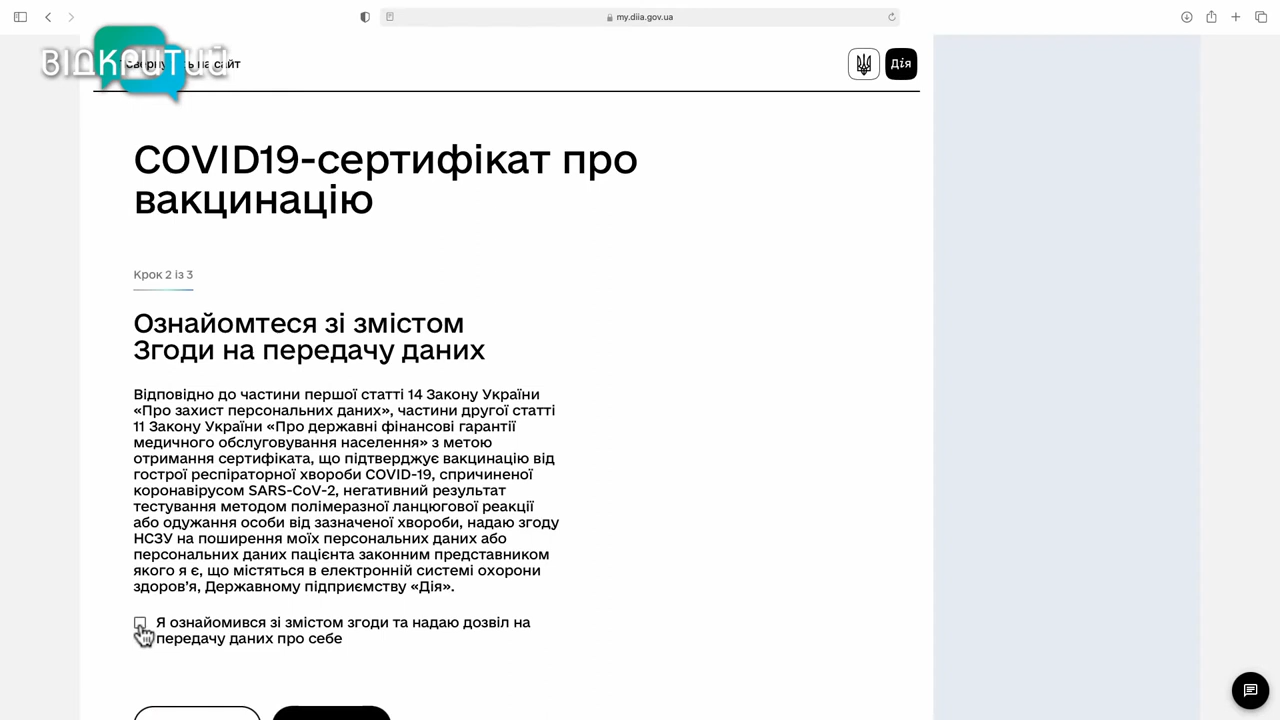 my.diia.gov.ua
ВІДКРИТИЙ
на сайт
Дія
COVID19-сертифікат про
вакцинацію
Крок 2 із 3
Ознайомтеся зі змістом
Згоди на передачу даних
Відповідно до частини першої статті 14 Закону України
«Про захист персональних даних», частини другої статті
11 Закону України «Про державні фінансові гарантії
медичного обслуговування населення» з метою
отримання сертифіката, що підтверджує вакцинацію від
гострої респіраторної хвороби COVID-19, спричиненої
коронавірусом SARS-CoV-2, негативний результат
тестування методом полімеразної ланцюгової реакції
або одужання особи від зазначеної хвороби, надаю згоду
НСЗУ на поширення моїх персональних даних або
персональних даних пацієнта законним представником
якого я є, що містяться в електронній системі охорони
здоров’я, Державному підприємству «Дія».
Я ознайомився зі змістом згоди та надаю дозвіл на
передачу даних про себе